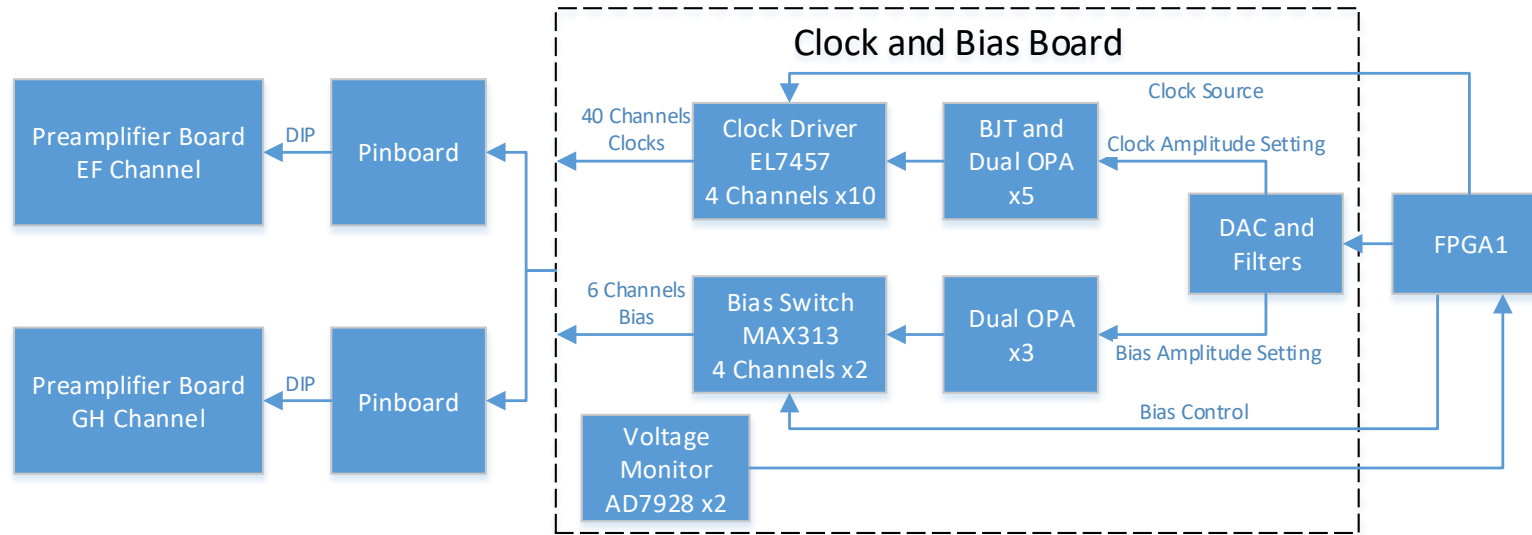 Clock and Bias Board
Preamplifier Board
EF Channel
DIP
Pinboard
40 Channels
Clocks
Clock Driver
EL7457
4 Channels x10
BJT and
Dual OPA
x5
Clock Source
Clock Amplitude Setting
DAC and
Filters
FPGA1
Preamplifier Board
GH Channel
DIP
Pinboard
6 Channels
Bias
Bias Switch
MAX313
4 Channels x2
Dual OPA
x3
Bias Amplitude Setting
Bias Control
Voltage
Monitor
AD7928 x2